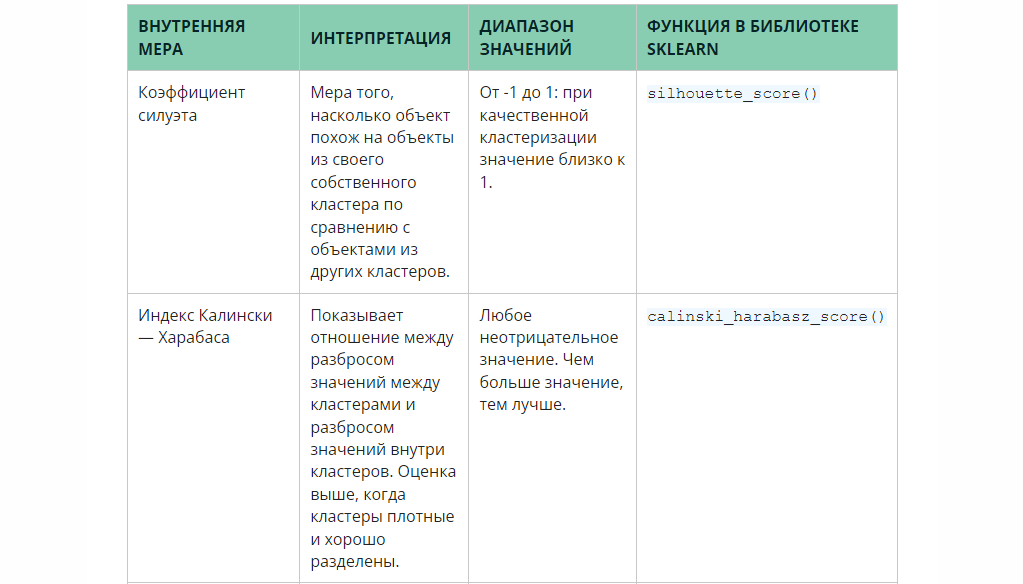 ВНУТРЕННЯЯ
МЕРА
ИНТЕРПРЕТАЦИЯ
ДИАПАЗОН
ЗНАЧЕНИЙ
ФУНКЦИЯ В БИБЛИОТЕКЕ
SKLEARN
Коэффициент
силуэта
Мера того,
насколько объект
похож на объекты
из своего
собственного
кластера по
сравнению с
объектами из
других кластеров.
От -1 до 1: при
качественной
кластеризации
значение близко к
1.
silhouette_score()
Индекс Калински
— Харабаса
Показывает
отношение между
разбросом
значений между
кластерами и
разбросом
значений внутри
кластеров. Оценка
выше, когда
кластеры плотные
и хорошо
разделены.
Любое
неотрицательное
значение. Чем
больше значение,
тем лучше.
calinski_harabasz_score()